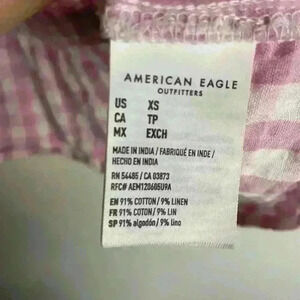 AMERICAN EAGLE
OUTFITTERS
US XS
CA TP
MX EXCH
MADE IN INDIA / FABRIQUÉ EN INDE /
HECHO EN INDIA
RN 54485 / CA 03873
RFC# AEM120605U9A
EN 91% COTTON / 9% LINEN
FR 91% COTON / 9% LIN
SP 91% algodón / 9% lino